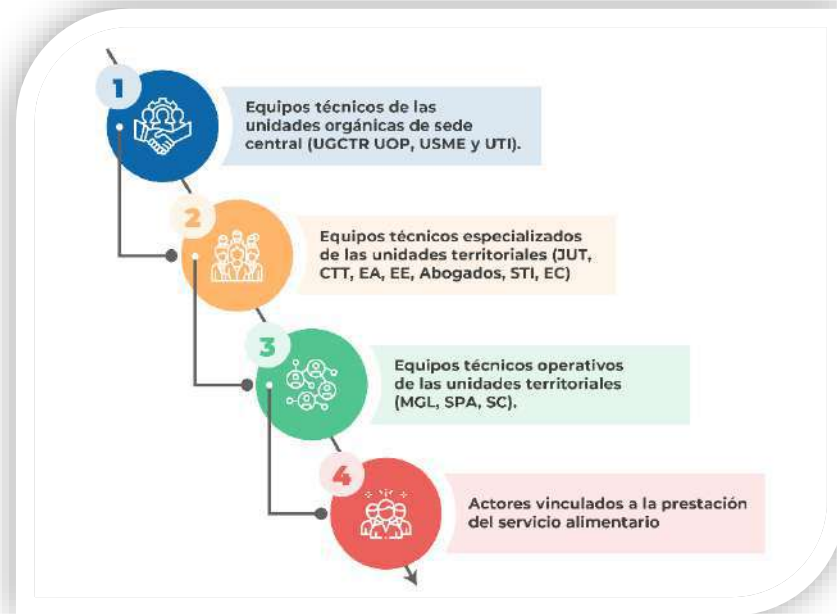 1
Equipos técnicos de las
unidades orgánicas de sede
central (UGCTR UOP, USME y UTI).
2
Equipos técnicos especializados
de las unidades territoriales (JUT,
CTT, EA, EE, Abogados, STI, EC)
3
Equipos técnicos operativos
de las unidades territoriales
(MGL, SPA, SC).
4
Actores vinculados a la prestación
del servicio alimentario